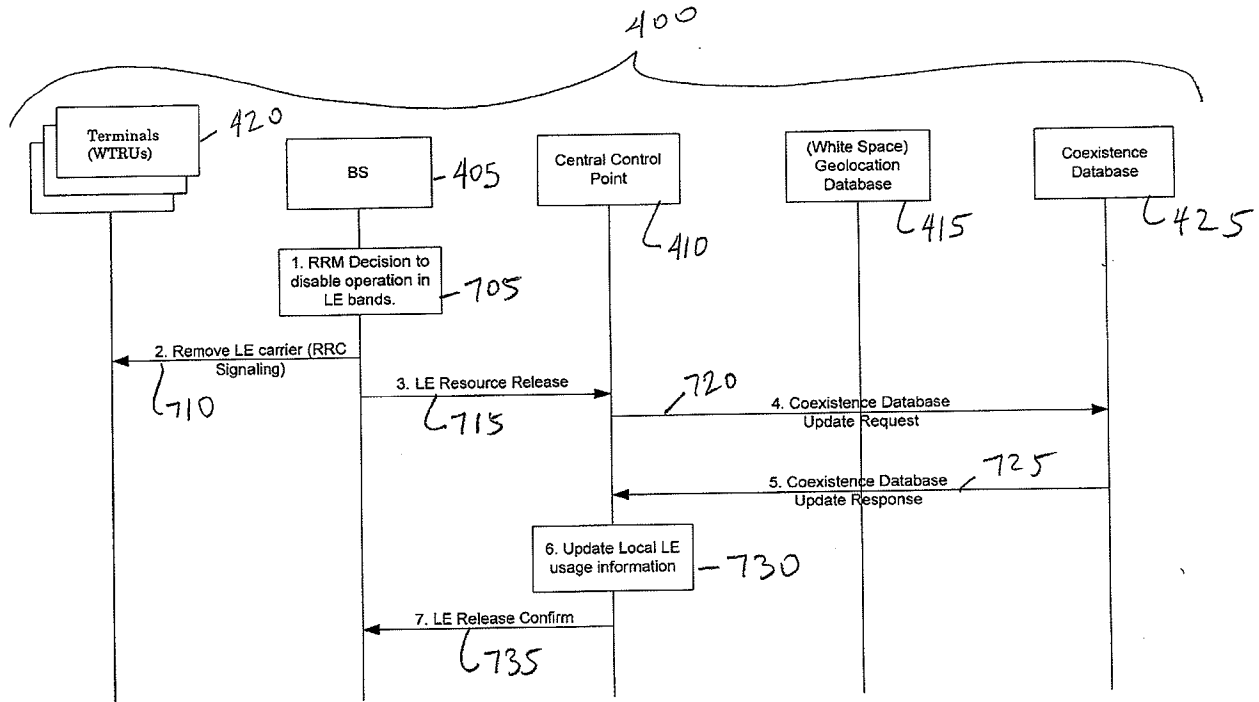 400
Terminals
(WTRUs)
420
BS
405
Central Control
Point
410
(White Space)
Geolocation
Database
415
Coexistence
Database
425
1. RRM Decision to
disable operation in
LE bands.
705
2. Remove LE carrier (RRC
Signaling)
710
3. LE Resource Release
715
720
4. Coexistence Database
Update Request
725
5. Coexistence Database
Update Response
6. Update Local LE
usage information
730
7. LE Release Confirm
735